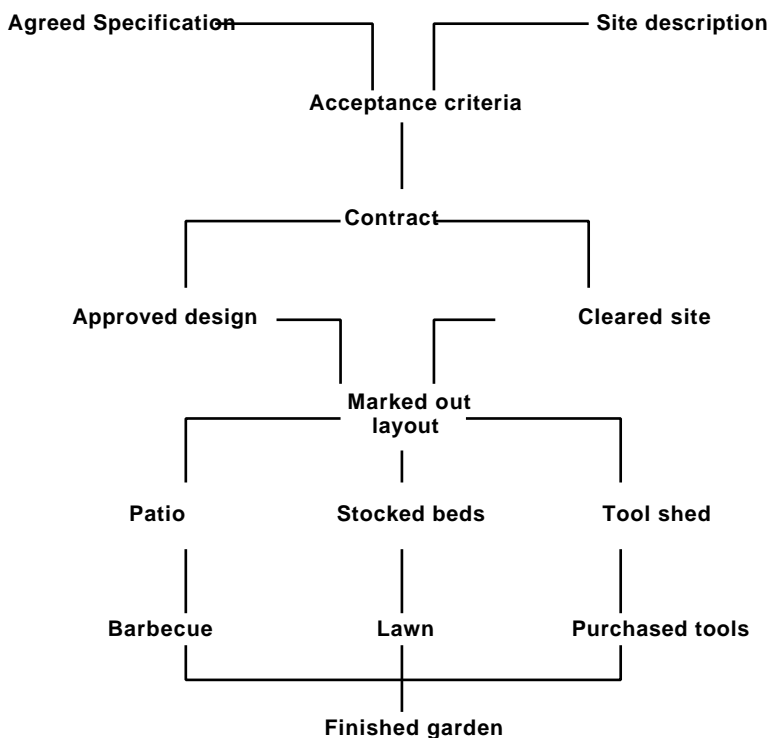 Agreed Specification
Site description
Acceptance criteria
Contract
Approved design
Cleared site
Marked out
layout
Patio
Stocked beds
Tool shed
Barbecue
Lawn
Purchased tools
Finished garden